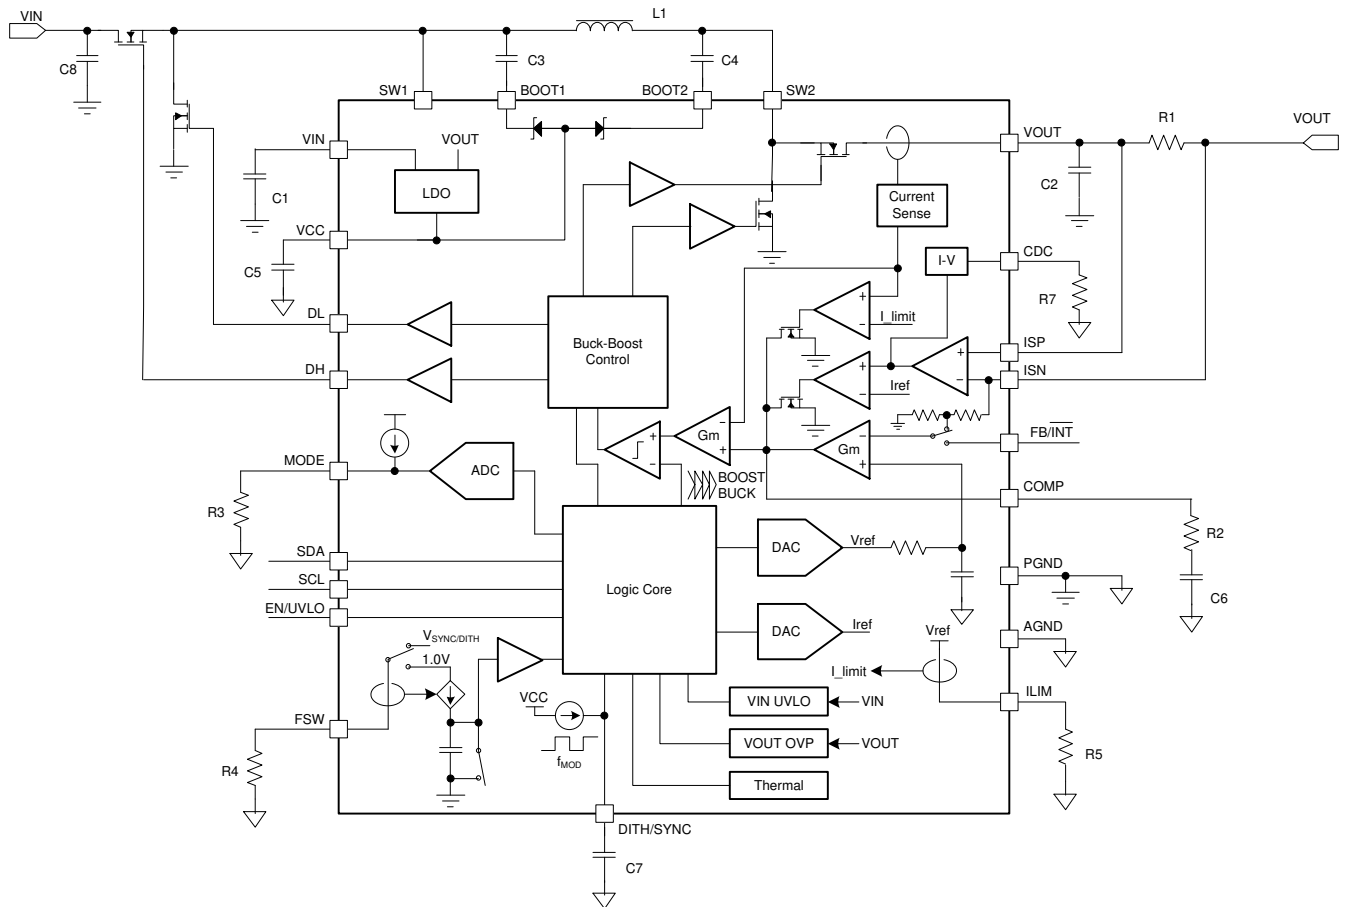 VIN
L1
C8
C3
C4
SW1
BOOT1
BOOT2
SW2
VIN
VOUT
VOUT
R1
VOUT
C1
LDO
C2
Current
Sense
VCC
C5
I-V
CDC
R7
DL
Buck-Boost
Control
+
−
I_limit
ISP
+
−
+
−
Iref
DH
ISN
Gm
−
+
+
−
Gm
−
+
FB/INT
MODE
ADC
BOOST
BUCK
COMP
R3
R2
SDA
DAC
Vref
SCL
Logic Core
PGND
C6
EN/UVLO
DAC
Iref
Vref
AGND
VSYNC/DITH
1.0V
I_limit
VCC
VIN UVLO
VIN
ILIM
FSW
VOUT OVP
VOUT
fMOD
R4
R5
Thermal
DITH/SYNC
C7